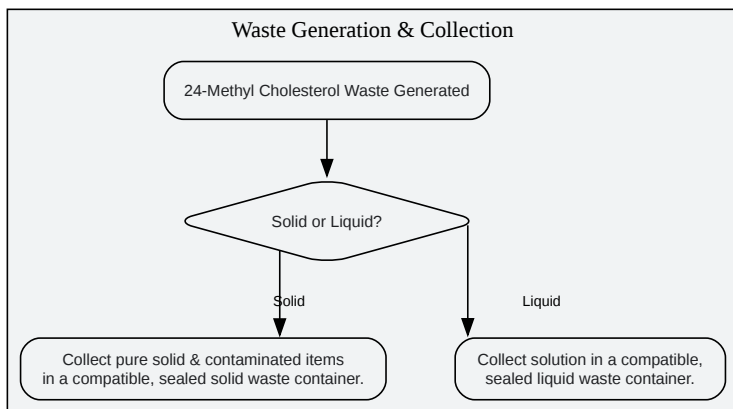 Waste Generation & Collection
24-Methyl Cholesterol Waste Generated
Solid or Liquid?
Solid
Liquid
Collect pure solid & contaminated items
in a compatible, sealed solid waste container.
Collect solution in a compatible,
sealed liquid waste container.